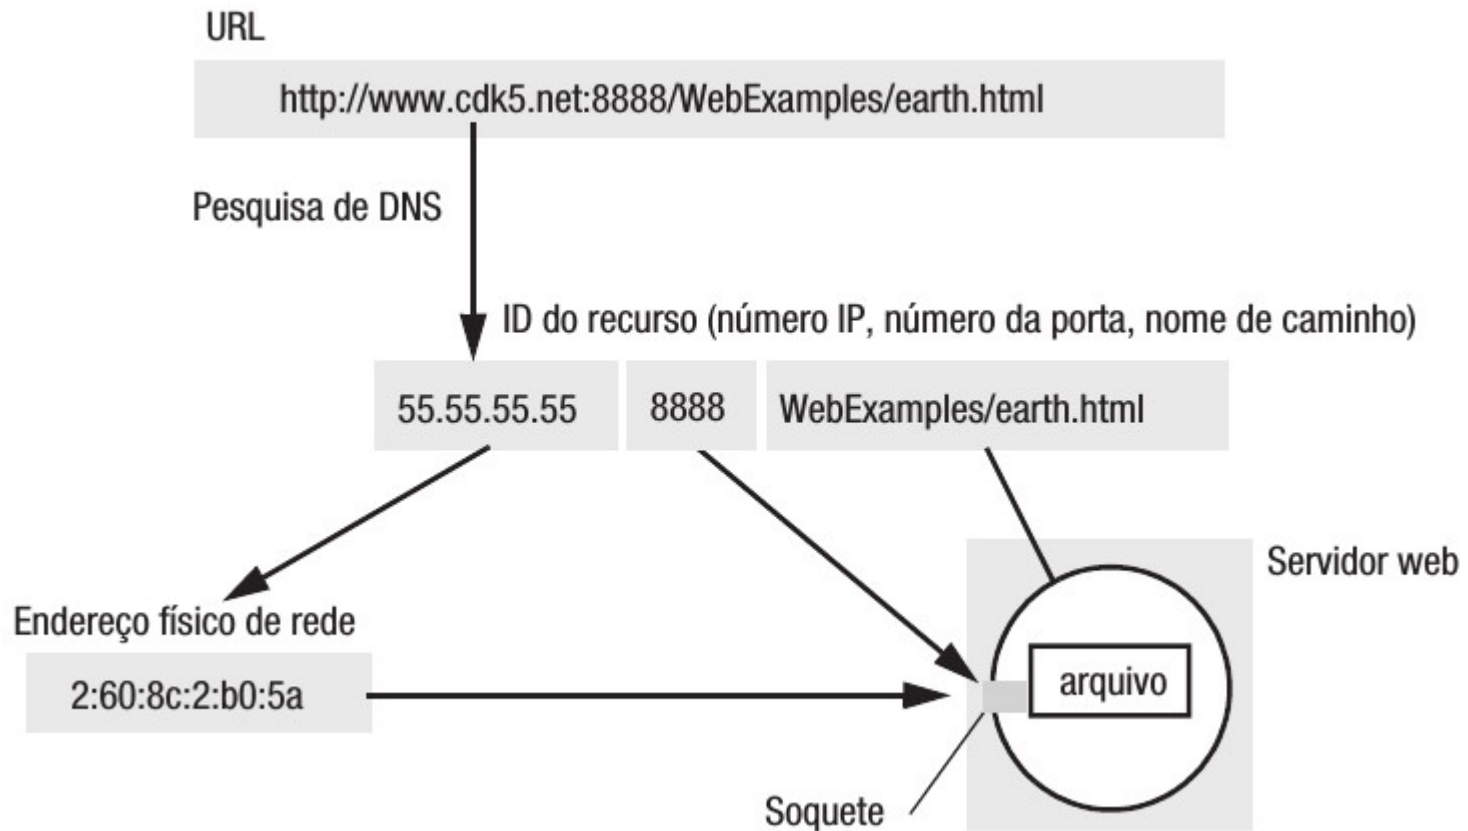 URL
http://www.cdk5.net:8888/WebExamples/earth.html
Pesquisa de DNS
ID do recurso (número IP, número da porta, nome de caminho)
55.55.55.55
8888
WebExamples/earth.html
Servidor web
Endereço físico de rede
2:60:8c:2:b0:5a
arquivo
Soquete